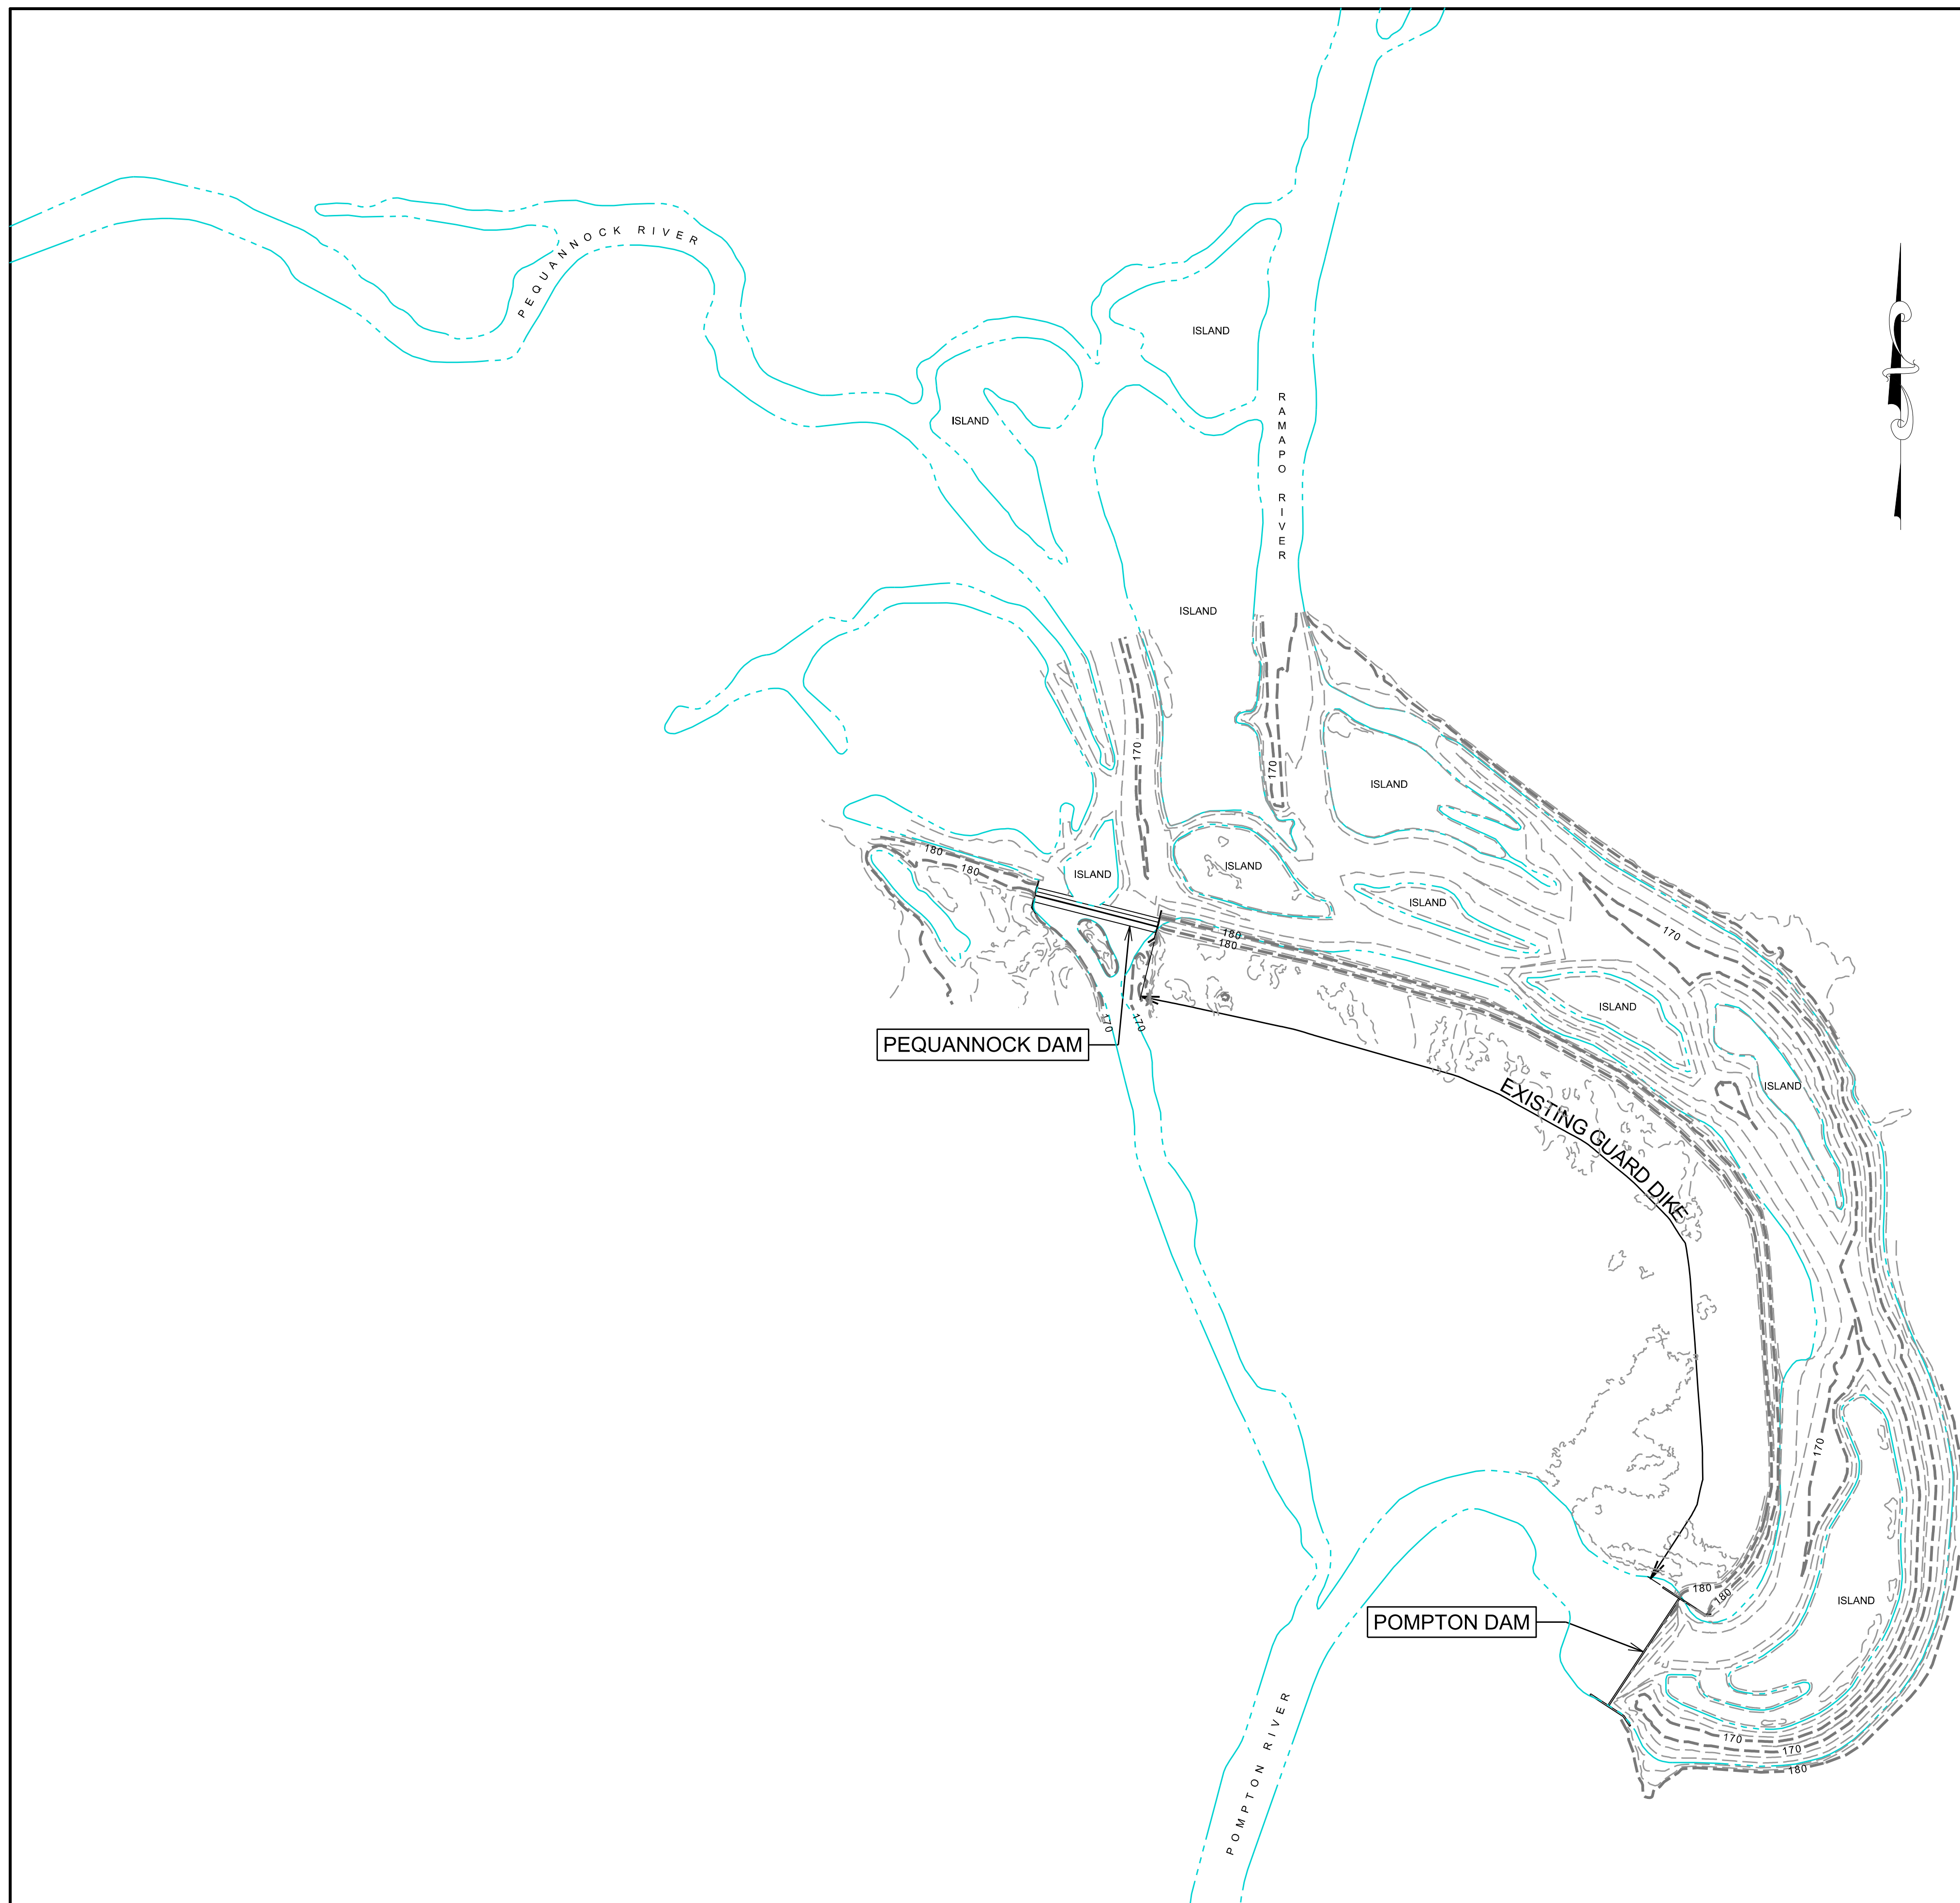 PEQUANNOCK RIVER
ISLAND
ISLAND
RAMAPO RIVER
ISLAND
170
170
ISLAND
180
180
ISLAND
ISLAND
ISLAND
180
180
170
170
170
ISLAND
PEQUANNOCK DAM
ISLAND
EXISTING GUARD DIKE
170
180
180
ISLAND
POMPTON DAM
POMPTON RIVER
170
170
180